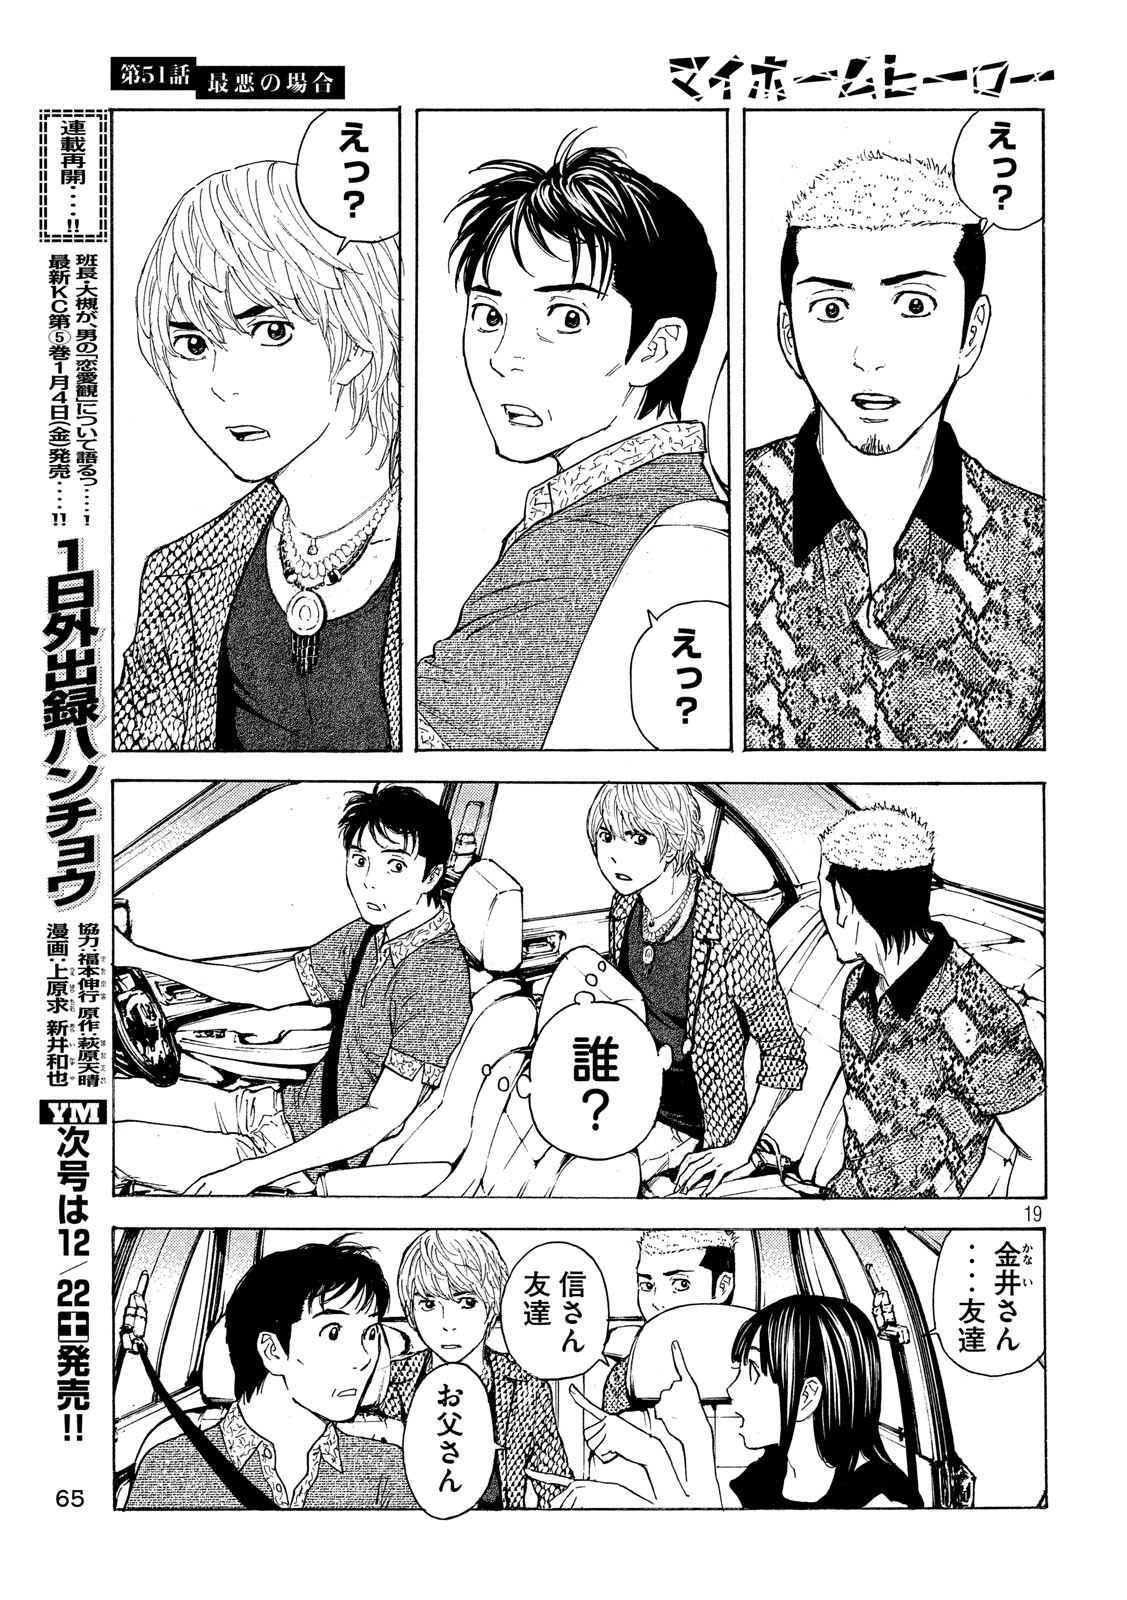 第51話
最悪の場合
マイホームヒーロー
えっ?
えっ?
えっ?
誰?
19
金井さん
‥‥友達
かない
信さん
友達
お父さん
連載再開‥‥!!
班長・大槻が、男の「恋愛観」について語るっ‥‥!
最新KC第⑤巻1月4日(金)発売‥‥!!
1日外出録ハンチョウ
協力:福本伸行 原作:萩原天晴
漫画:上原求 新井和也
YM
次号は12/22土発売!!
65